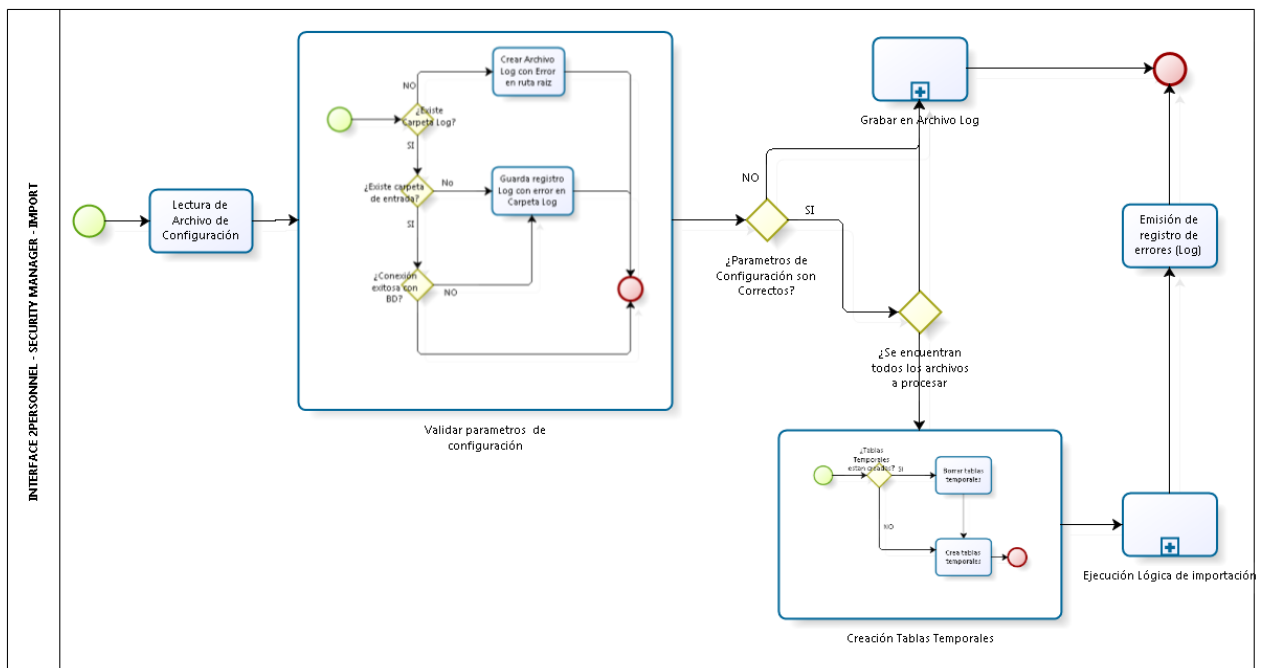 INTERFACE 2PERSONNEL - SECURITY MANAGER - IMPORT
Lectura de
Archivo de
Configuración
¿Existe
Carpeta Log?
NO
SI
Crear Archivo
Log con Error
en ruta raiz
¿Existe carpeta
de entrada?
No
SI
Guarda registro
Log con error en
Carpeta Log
¿Conexión
exitosa con
BD?
NO
Validar parametros de
configuración
¿Parametros de
Configuración son
Correctos?
NO
SI
Grabar en Archivo Log
¿Se encuentran
todos los archivos
a procesar
¿Tablas
Temporales
estan creadas?
SI
NO
Borrar tablas
temporales
Crea tablas
temporales
Creación Tablas Temporales
Ejecución Lógica de importación
Emisión de
registro de
errores (Log)